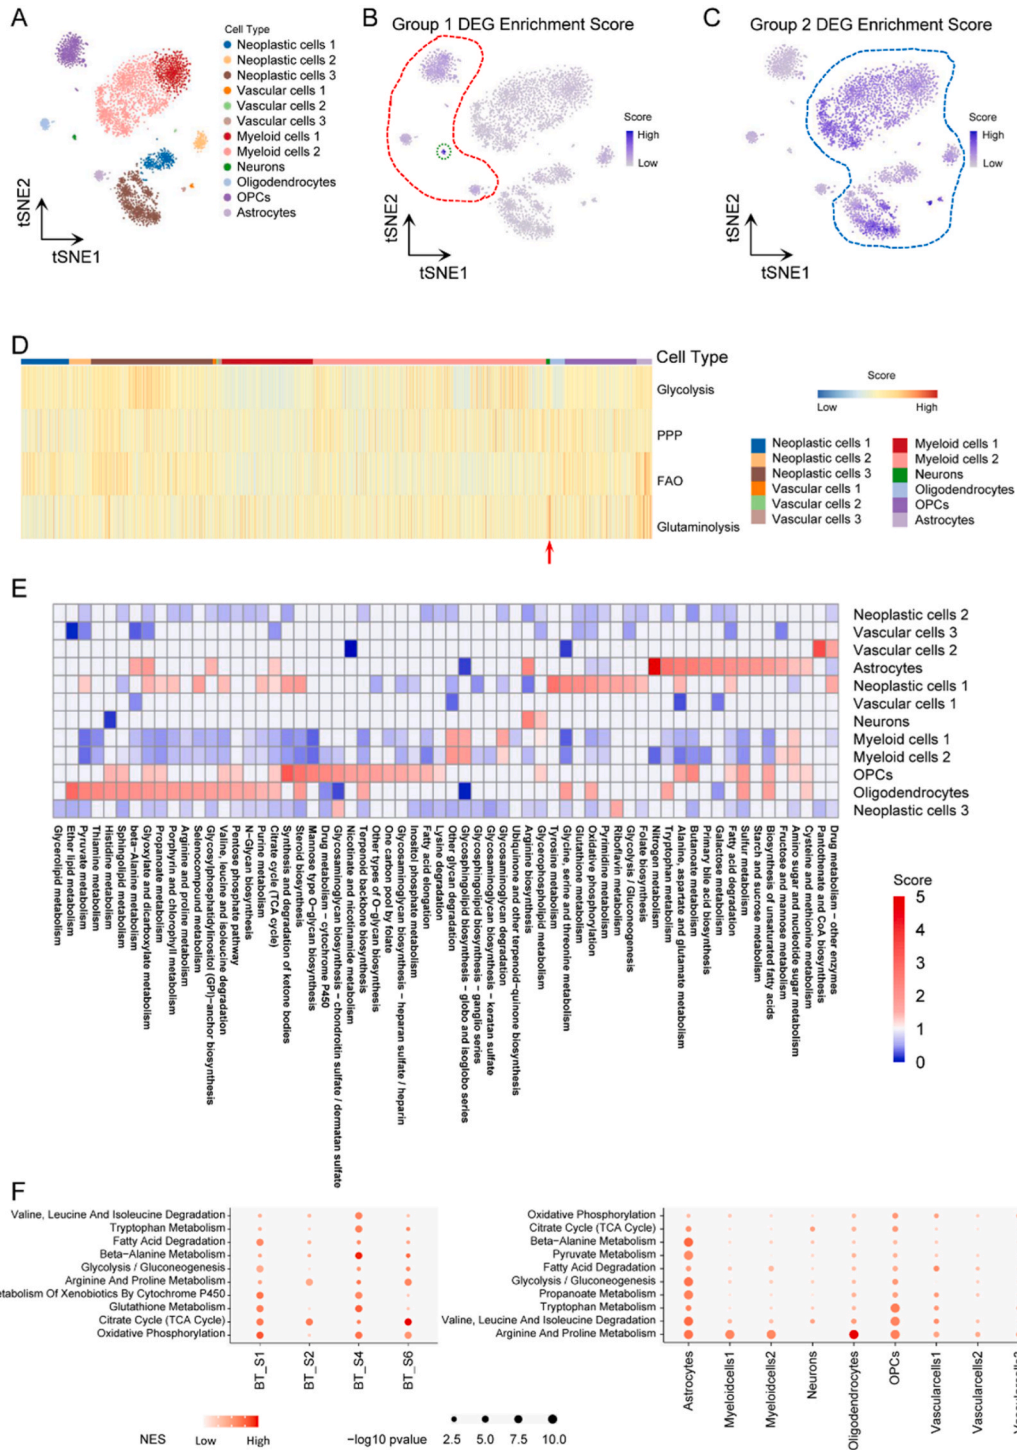 A
Cell Type
Neoplastic cells 1
Neoplastic cells 2
Neoplastic cells 3
Vascular cells 1
Vascular cells 2
Vascular cells 3
Myeloid cells 1
Myeloid cells 2
Neurons
Oligodendrocytes
OPCs
Astrocytes
tSNE2
tSNE1
B
Group 1 DEG Enrichment Score
Score
High
Low
tSNE2
tSNE1
C
Group 2 DEG Enrichment Score
Score
High
Low
tSNE2
tSNE1
D
Cell Type
Glycolysis
PPP
FAO
Glutaminolysis
Score
Low High
Neoplastic cells 1
Neoplastic cells 2
Neoplastic cells 3
Vascular cells 1
Vascular cells 2
Vascular cells 3
Myeloid cells 1
Myeloid cells 2
Neurons
Oligodendrocytes
OPCs
Astrocytes
E
Neoplastic cells 2
Vascular cells 3
Vascular cells 2
Astrocytes
Neoplastic cells 1
Vascular cells 1
Neurons
Myeloid cells 1
Myeloid cells 2
OPCs
Oligodendrocytes
Neoplastic cells 3
Glycerolipid metabolism
Ether lipid metabolism
Pyruvate metabolism
Thiamine metabolism
Histidine metabolism
Sphingolipid metabolism
beta-Alanine metabolism
Glyoxylate and dicarboxylate metabolism
Propanoate metabolism
Porphyrin and chlorophyll metabolism
Arginine and proline metabolism
Selenocompound metabolism
Glycosylphosphatidylinositol (GPI)-anchor biosynthesis
Valine, leucine and isoleucine degradation
Pentose phosphate pathway
N-Glycan biosynthesis
Purine metabolism
Citrate cycle (TCA cycle)
Synthesis and degradation of ketone bodies
Steroid biosynthesis
Mannose type O-glycan biosynthesis
Drug metabolism - cytochrome P450
Glycosaminoglycan biosynthesis - chondroitin sulfate / dermatan sulfate
Nicotinate and nicotinamide metabolism
Terpenoid backbone biosynthesis
Other types of O-glycan biosynthesis
One carbon pool by folate
Glycosaminoglycan biosynthesis - heparan sulfate / heparin
Inositol phosphate metabolism
Fatty acid elongation
Lysine degradation
Other glycan degradation
Glycosphingolipid biosynthesis - globo and isoglobo series
Glycosphingolipid biosynthesis - ganglio series
Glycosaminoglycan biosynthesis - keratan sulfate
Glycosaminoglycan degradation
Ubiquinone and other terpenoid-quinone biosynthesis
Arginine biosynthesis
Glycerophospholipid metabolism
Tyrosine metabolism
Glycine, serine and threonine metabolism
Glutathione metabolism
Oxidative phosphorylation
Pyrimidine metabolism
Riboflavin metabolism
Glycolysis / Gluconeogenesis
Folate biosynthesis
Nitrogen metabolism
Tryptophan metabolism
Alanine, aspartate and glutamate metabolism
Butanoate metabolism
Primary bile acid biosynthesis
Galactose metabolism
Fatty acid degradation
Sulfur metabolism
Starch and sucrose metabolism
Biosynthesis of unsaturated fatty acids
Fructose and mannose metabolism
Amino sugar and nucleotide sugar metabolism
Cysteine and methionine metabolism
Pantothenate and CoA biosynthesis
Drug metabolism - other enzymes
Score
5
4
3
2
1
0
F
Valine, Leucine And Isoleucine Degradation
Tryptophan Metabolism
Fatty Acid Degradation
Beta-Alanine Metabolism
Glycolysis / Gluconeogenesis
Arginine And Proline Metabolism
etabolism Of Xenobiotics By Cytochrome P450
Glutathione Metabolism
Citrate Cycle (TCA Cycle)
Oxidative Phosphorylation
BT_S1
BT_S2
BT_S4
BT_S6
Oxidative Phosphorylation
Citrate Cycle (TCA Cycle)
Beta-Alanine Metabolism
Pyruvate Metabolism
Fatty Acid Degradation
Glycolysis / Gluconeogenesis
Propanoate Metabolism
Tryptophan Metabolism
Valine, Leucine And Isoleucine Degradation
Arginine And Proline Metabolism
Astrocytes
Myeloidcells1
Myeloidcells2
Neurons
Oligodendrocytes
OPCs
Vascularcells1
Vascularcells2
NES
Low High
-log10 pvalue
2.5 5.0 7.5 10.0